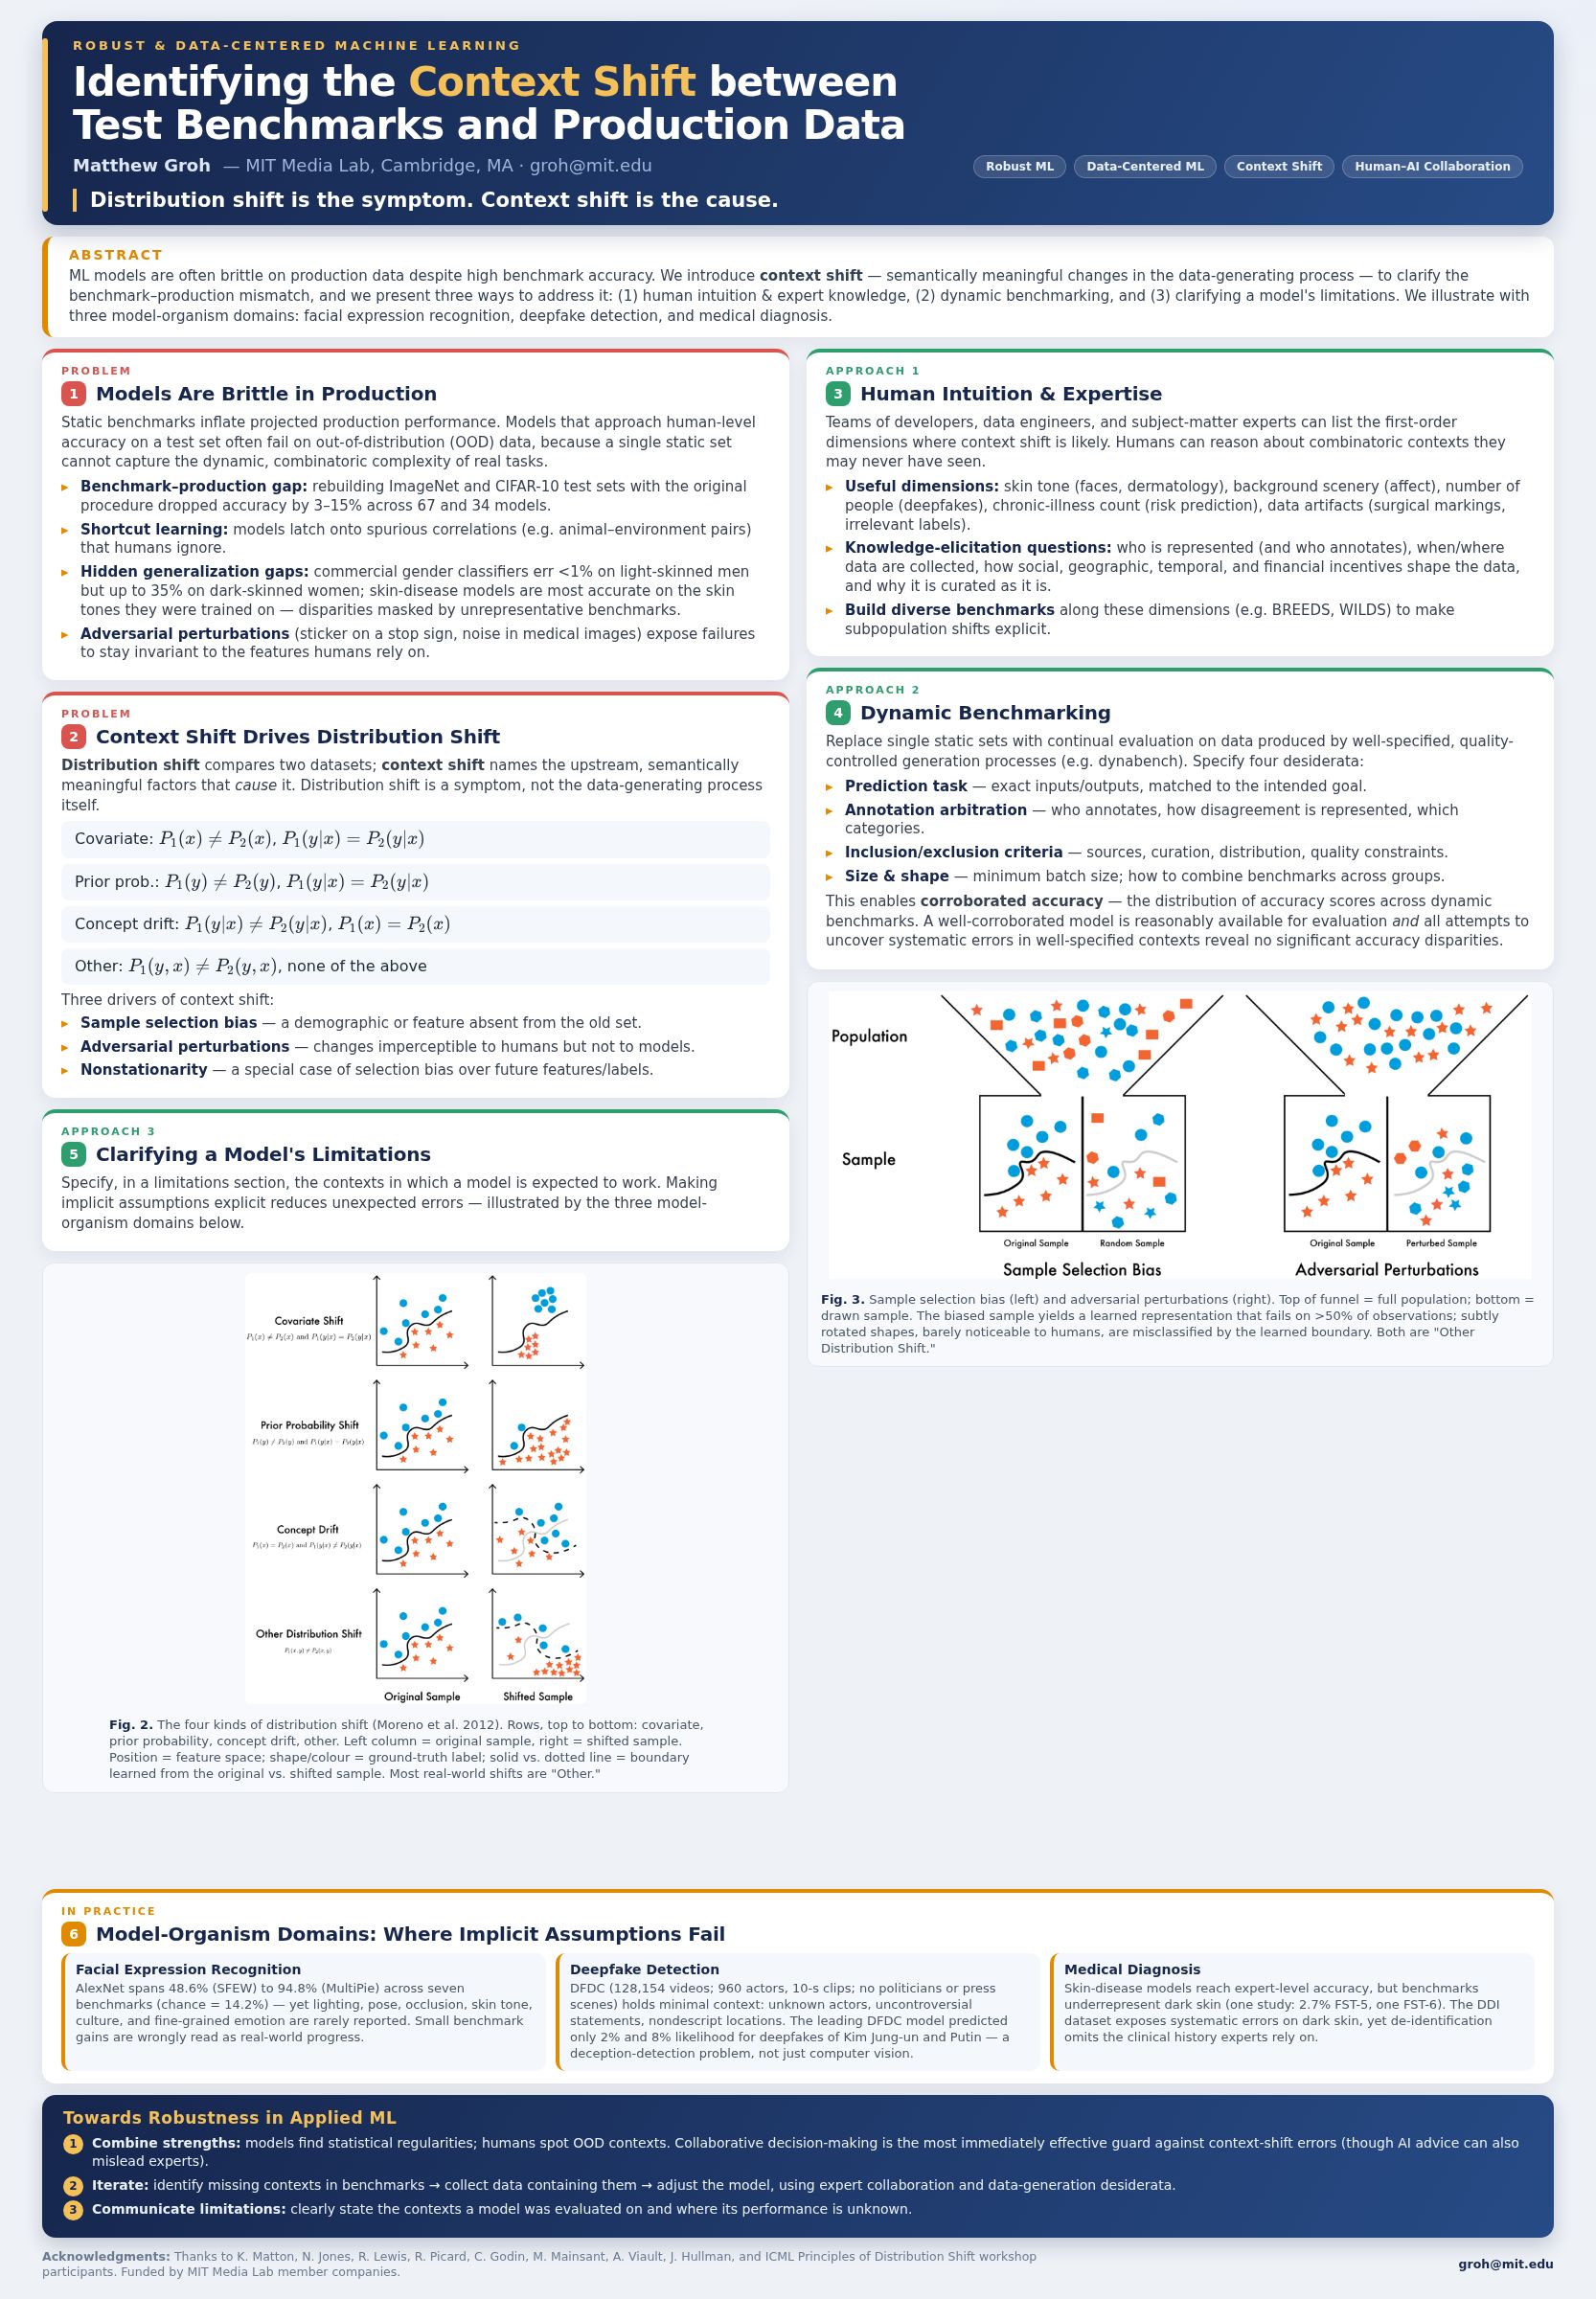 ROBUST & DATA-CENTERED MACHINE LEARNING
Identifying the Context Shift between
Test Benchmarks and Production Data
Matthew Groh — MIT Media Lab, Cambridge, MA · groh@mit.edu
Robust ML
Data-Centered ML
Context Shift
Human–AI Collaboration
Distribution shift is the symptom. Context shift is the cause.
ABSTRACT
ML models are often brittle on production data despite high benchmark accuracy. We introduce context shift — semantically meaningful changes in the data-generating process — to clarify the
benchmark–production mismatch, and we present three ways to address it: (1) human intuition & expert knowledge, (2) dynamic benchmarking, and (3) clarifying a model's limitations. We illustrate with
three model-organism domains: facial expression recognition, deepfake detection, and medical diagnosis.
PROBLEM
1 Models Are Brittle in Production
Static benchmarks inflate projected production performance. Models that approach human-level
accuracy on a test set often fail on out-of-distribution (OOD) data, because a single static set
cannot capture the dynamic, combinatoric complexity of real tasks.
▸ Benchmark–production gap: rebuilding ImageNet and CIFAR-10 test sets with the original
procedure dropped accuracy by 3–15% across 67 and 34 models.
▸ Shortcut learning: models latch onto spurious correlations (e.g. animal–environment pairs)
that humans ignore.
▸ Hidden generalization gaps: commercial gender classifiers err <1% on light-skinned men
but up to 35% on dark-skinned women; skin-disease models are most accurate on the skin
tones they were trained on — disparities masked by unrepresentative benchmarks.
▸ Adversarial perturbations (sticker on a stop sign, noise in medical images) expose failures
to stay invariant to the features humans rely on.
PROBLEM
2 Context Shift Drives Distribution Shift
Distribution shift compares two datasets; context shift names the upstream, semantically
meaningful factors that cause it. Distribution shift is a symptom, not the data-generating process
itself.
Covariate: P₁(x) ≠ P₂(x), P₁(y|x) = P₂(y|x)
Prior prob.: P₁(y) ≠ P₂(y), P₁(y|x) = P₂(y|x)
Concept drift: P₁(y|x) ≠ P₂(y|x), P₁(x) = P₂(x)
Other: P₁(y, x) ≠ P₂(y, x), none of the above
Three drivers of context shift:
▸ Sample selection bias — a demographic or feature absent from the old set.
▸ Adversarial perturbations — changes imperceptible to humans but not to models.
▸ Nonstationarity — a special case of selection bias over future features/labels.
APPROACH 3
5 Clarifying a Model's Limitations
Specify, in a limitations section, the contexts in which a model is expected to work. Making
implicit assumptions explicit reduces unexpected errors — illustrated by the three model-
organism domains below.
Covariate Shift
P₁(x) ≠ P₂(x) and P₁(y|x) = P₂(y|x)
Prior Probability Shift
P₁(y) ≠ P₂(y) and P₁(y|x) = P₂(y|x)
Concept Drift
P₁(x) = P₂(x) and P₁(y|x) ≠ P₂(y|x)
Other Distribution Shift
P₁(x, y) ≠ P₂(x, y)
Original Sample
Shifted Sample
Fig. 2. The four kinds of distribution shift (Moreno et al. 2012). Rows, top to bottom: covariate,
prior probability, concept drift, other. Left column = original sample, right = shifted sample.
Position = feature space; shape/colour = ground-truth label; solid vs. dotted line = boundary
learned from the original vs. shifted sample. Most real-world shifts are "Other."
APPROACH 1
3 Human Intuition & Expertise
Teams of developers, data engineers, and subject-matter experts can list the first-order
dimensions where context shift is likely. Humans can reason about combinatoric contexts they
may never have seen.
▸ Useful dimensions: skin tone (faces, dermatology), background scenery (affect), number of
people (deepfakes), chronic-illness count (risk prediction), data artifacts (surgical markings,
irrelevant labels).
▸ Knowledge-elicitation questions: who is represented (and who annotates), when/where
data are collected, how social, geographic, temporal, and financial incentives shape the data,
and why it is curated as it is.
▸ Build diverse benchmarks along these dimensions (e.g. BREEDS, WILDS) to make
subpopulation shifts explicit.
APPROACH 2
4 Dynamic Benchmarking
Replace single static sets with continual evaluation on data produced by well-specified, quality-
controlled generation processes (e.g. dynabench). Specify four desiderata:
▸ Prediction task — exact inputs/outputs, matched to the intended goal.
▸ Annotation arbitration — who annotates, how disagreement is represented, which
categories.
▸ Inclusion/exclusion criteria — sources, curation, distribution, quality constraints.
▸ Size & shape — minimum batch size; how to combine benchmarks across groups.
This enables corroborated accuracy — the distribution of accuracy scores across dynamic
benchmarks. A well-corroborated model is reasonably available for evaluation and all attempts to
uncover systematic errors in well-specified contexts reveal no significant accuracy disparities.
Population
Sample
Original Sample
Random Sample
Original Sample
Perturbed Sample
Sample Selection Bias
Adversarial Perturbations
Fig. 3. Sample selection bias (left) and adversarial perturbations (right). Top of funnel = full population; bottom =
drawn sample. The biased sample yields a learned representation that fails on >50% of observations; subtly
rotated shapes, barely noticeable to humans, are misclassified by the learned boundary. Both are "Other
Distribution Shift."
IN PRACTICE
6 Model-Organism Domains: Where Implicit Assumptions Fail
Facial Expression Recognition
AlexNet spans 48.6% (SFEW) to 94.8% (MultiPie) across seven
benchmarks (chance = 14.2%) — yet lighting, pose, occlusion, skin tone,
culture, and fine-grained emotion are rarely reported. Small benchmark
gains are wrongly read as real-world progress.
Deepfake Detection
DFDC (128,154 videos; 960 actors, 10-s clips; no politicians or press
scenes) holds minimal context: unknown actors, uncontroversial
statements, nondescript locations. The leading DFDC model predicted
only 2% and 8% likelihood for deepfakes of Kim Jung-un and Putin — a
deception-detection problem, not just computer vision.
Medical Diagnosis
Skin-disease models reach expert-level accuracy, but benchmarks
underrepresent dark skin (one study: 2.7% FST-5, one FST-6). The DDI
dataset exposes systematic errors on dark skin, yet de-identification
omits the clinical history experts rely on.
Towards Robustness in Applied ML
1 Combine strengths: models find statistical regularities; humans spot OOD contexts. Collaborative decision-making is the most immediately effective guard against context-shift errors (though AI advice can also
mislead experts).
2 Iterate: identify missing contexts in benchmarks → collect data containing them → adjust the model, using expert collaboration and data-generation desiderata.
3 Communicate limitations: clearly state the contexts a model was evaluated on and where its performance is unknown.
Acknowledgments: Thanks to K. Matton, N. Jones, R. Lewis, R. Picard, C. Godin, M. Mainsant, A. Viault, J. Hullman, and ICML Principles of Distribution Shift workshop
participants. Funded by MIT Media Lab member companies.
groh@mit.edu